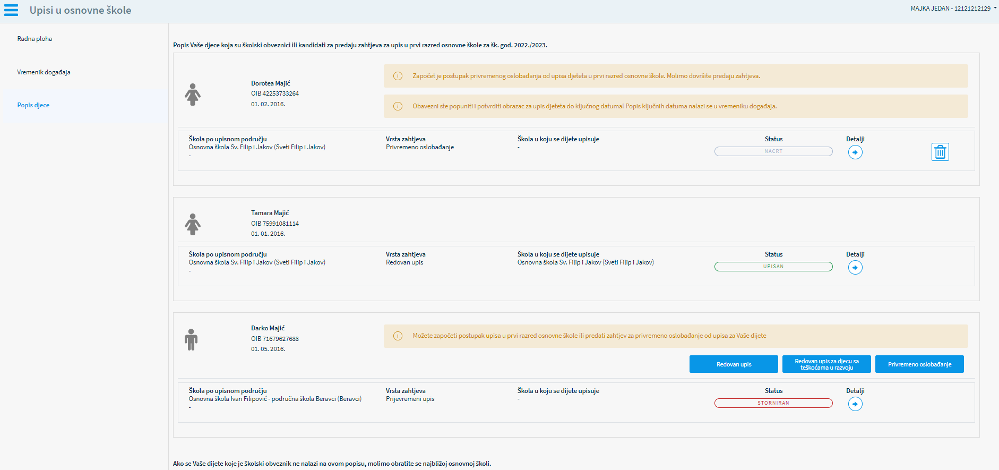 Upisi u osnovne škole
MAJKA JEDAN - 12121212129
Radna ploha
Vremenik događaja
Popis djece
Popis Vaše djece koja su školski obveznici ili kandidati za predaju zahtjeva za upis u prvi razred osnovne škole za šk. god. 2022./2023.
Dorotea Majić
OIB 42253733264
01. 02. 2016.
Započet je postupak privremenog oslobađanja od upisa djeteta u prvi razred osnovne škole. Molimo dovršite predaju zahtjeva.
Obavezni ste popuniti i potvrditi obrazac za upis djeteta do ključnog datuma! Popis ključnih datuma nalazi se u vremeniku događaja.
Škola po upisnom području
Osnovna škola Sv. Filip i Jakov (Sveti Filip i Jakov)
-
Vrsta zahtjeva
Privremeno oslobađanje
Škola u koju se dijete upisuje
-
Status
NACRT
Detalji
Tamara Majić
OIB 75991081114
01. 01. 2016.
Škola po upisnom području
Osnovna škola Sv. Filip i Jakov (Sveti Filip i Jakov)
-
Vrsta zahtjeva
Redovan upis
Škola u koju se dijete upisuje
Osnovna škola Sv. Filip i Jakov (Sveti Filip i Jakov)
Status
UPISAN
Detalji
Darko Majić
OIB 71679627688
01. 05. 2016.
Možete započeti postupak upisa u prvi razred osnovne škole ili predati zahtjev za privremeno oslobađanje od upisa za Vaše dijete
Redovan upis
Redovan upis za djecu sa
teškoćama u razvoju
Privremeno oslobađanje
Škola po upisnom području
Osnovna škola Ivan Filipović - područna škola Beravci (Beravci)
-
Vrsta zahtjeva
Prijevremeni upis
Škola u koju se dijete upisuje
-
Status
STORNIRAN
Detalji
Ako se Vaše dijete koje je školski obveznik ne nalazi na ovom popisu, molimo obratite se najbližoj osnovnoj školi.